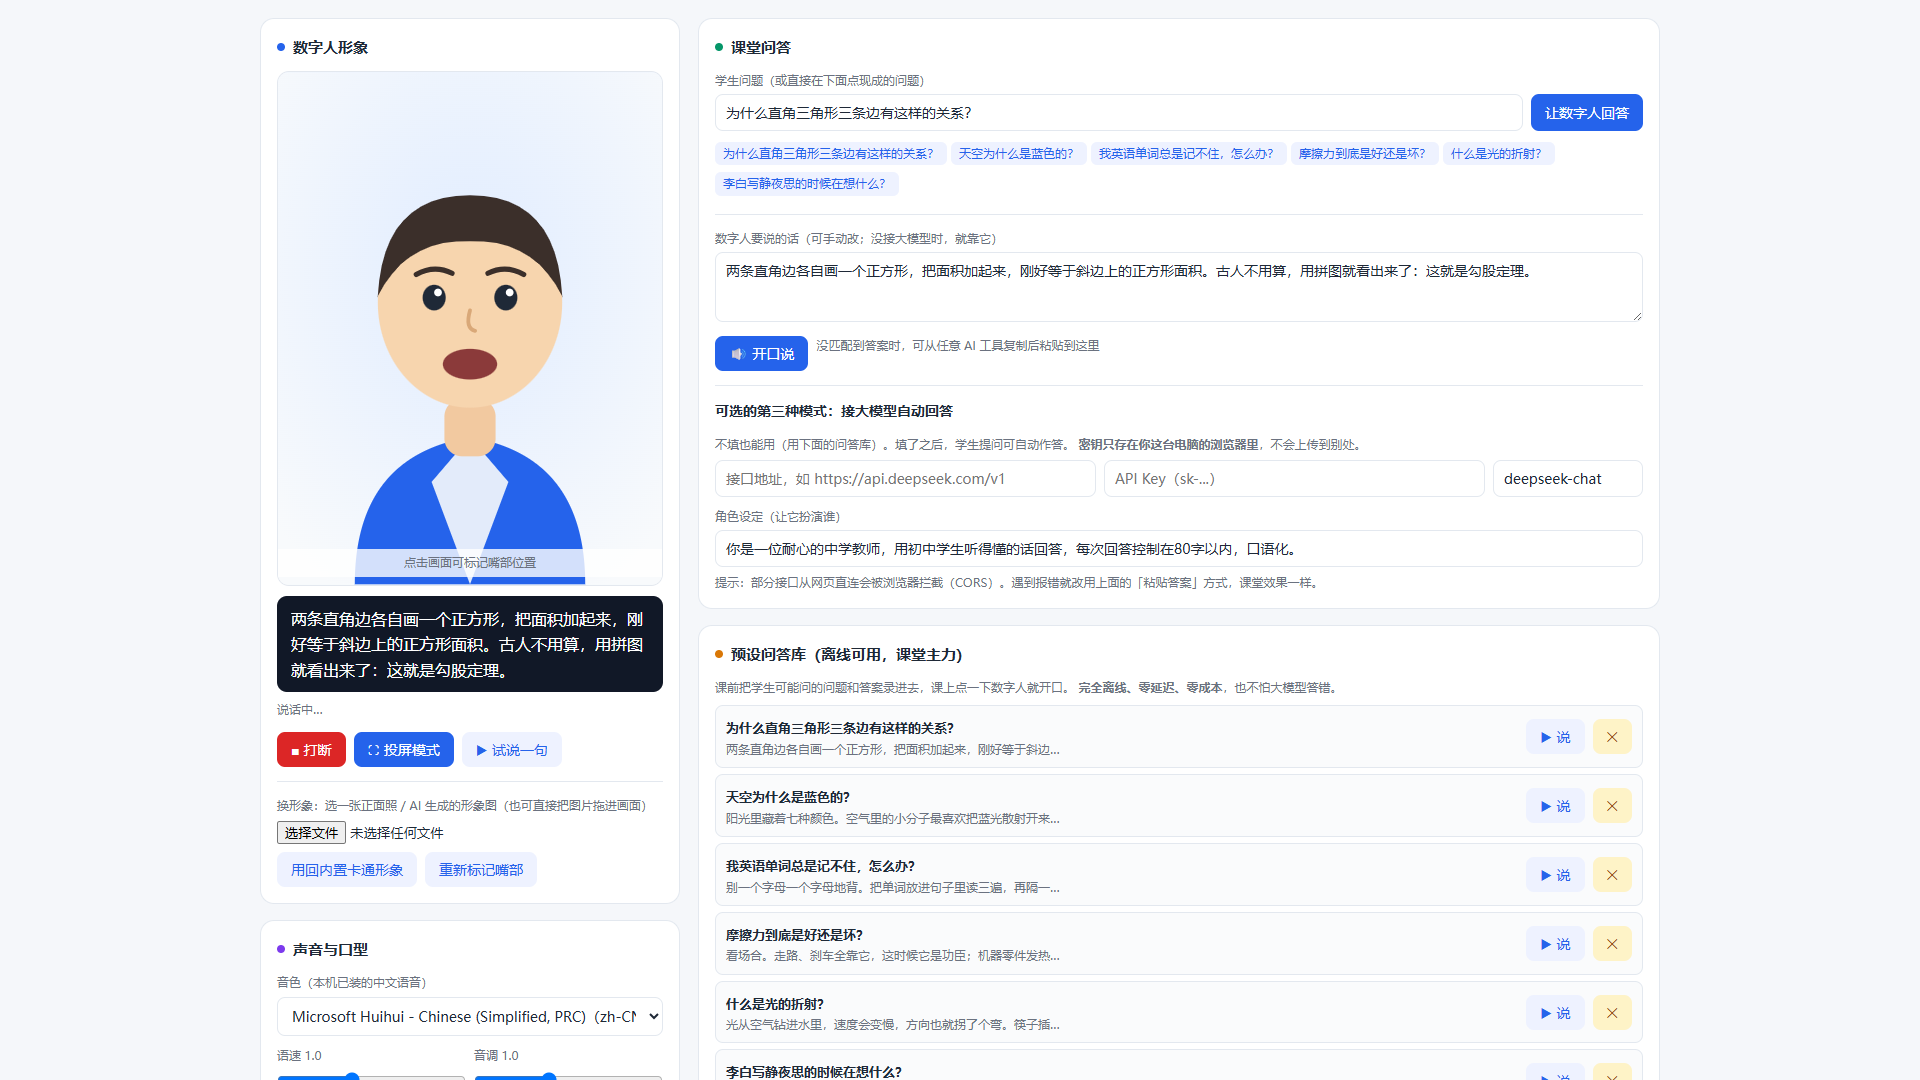 数字人形象
点击画面可标记嘴部位置
两条直角边各自画一个正方形，把面积加起来，刚
好等于斜边上的正方形面积。古人不用算，用拼图
就看出来了：这就是勾股定理。
说话中...
■ 打断
⛶ 投屏模式
▶ 试说一句
换形象：选一张正面照 / AI 生成的形象图（也可直接把图片拖进画面）
选择文件 未选择任何文件
用回内置卡通形象
重新标记嘴部
声音与口型
音色（本机已装的中文语音）
Microsoft Huihui - Chinese (Simplified, PRC)（zh-CN
语速 1.0
音调 1.0
课堂问答
学生问题（或直接在下面点现成的问题）
为什么直角三角形三条边有这样的关系？
让数字人回答
为什么直角三角形三条边有这样的关系？
天空为什么是蓝色的？
我英语单词总是记不住，怎么办？
摩擦力到底是好还是坏？
什么是光的折射？
李白写静夜思的时候在想什么？
数字人要说的话（可手动改；没接大模型时，就靠它）
两条直角边各自画一个正方形，把面积加起来，刚好等于斜边上的正方形面积。古人不用算，用拼图就看出来了：这就是勾股定理。
🔊 开口说
没匹配到答案时，可从任意 AI 工具复制后粘贴到这里
可选的第三种模式：接大模型自动回答
不填也能用（用下面的问答库）。填了之后，学生提问可自动作答。 密钥只存在你这台电脑的浏览器里，不会上传到别处。
接口地址，如 https://api.deepseek.com/v1
API Key（sk-...）
deepseek-chat
角色设定（让它扮演谁）
你是一位耐心的中学教师，用初中学生听得懂的话回答，每次回答控制在80字以内，口语化。
提示：部分接口从网页直连会被浏览器拦截（CORS）。遇到报错就改用上面的「粘贴答案」方式，课堂效果一样。
预设问答库（离线可用，课堂主力）
课前把学生可能问的问题和答案录进去，课上点一下数字人就开口。 完全离线、零延迟、零成本，也不怕大模型答错。
为什么直角三角形三条边有这样的关系？
两条直角边各自画一个正方形，把面积加起来，刚好等于斜边...
▶ 说
✕
天空为什么是蓝色的？
阳光里藏着七种颜色。空气里的小分子最喜欢把蓝光散射开来...
▶ 说
✕
我英语单词总是记不住，怎么办？
别一个字母一个字母地背。把单词放进句子里读三遍，再隔一...
▶ 说
✕
摩擦力到底是好还是坏？
看场合。走路、刹车全靠它，这时候它是功臣；机器零件发热...
▶ 说
✕
什么是光的折射？
光从空气钻进水里，速度会变慢，方向也就拐了个弯。筷子插...
▶ 说
✕
李白写静夜思的时候在想什么？
▶ 说
✕